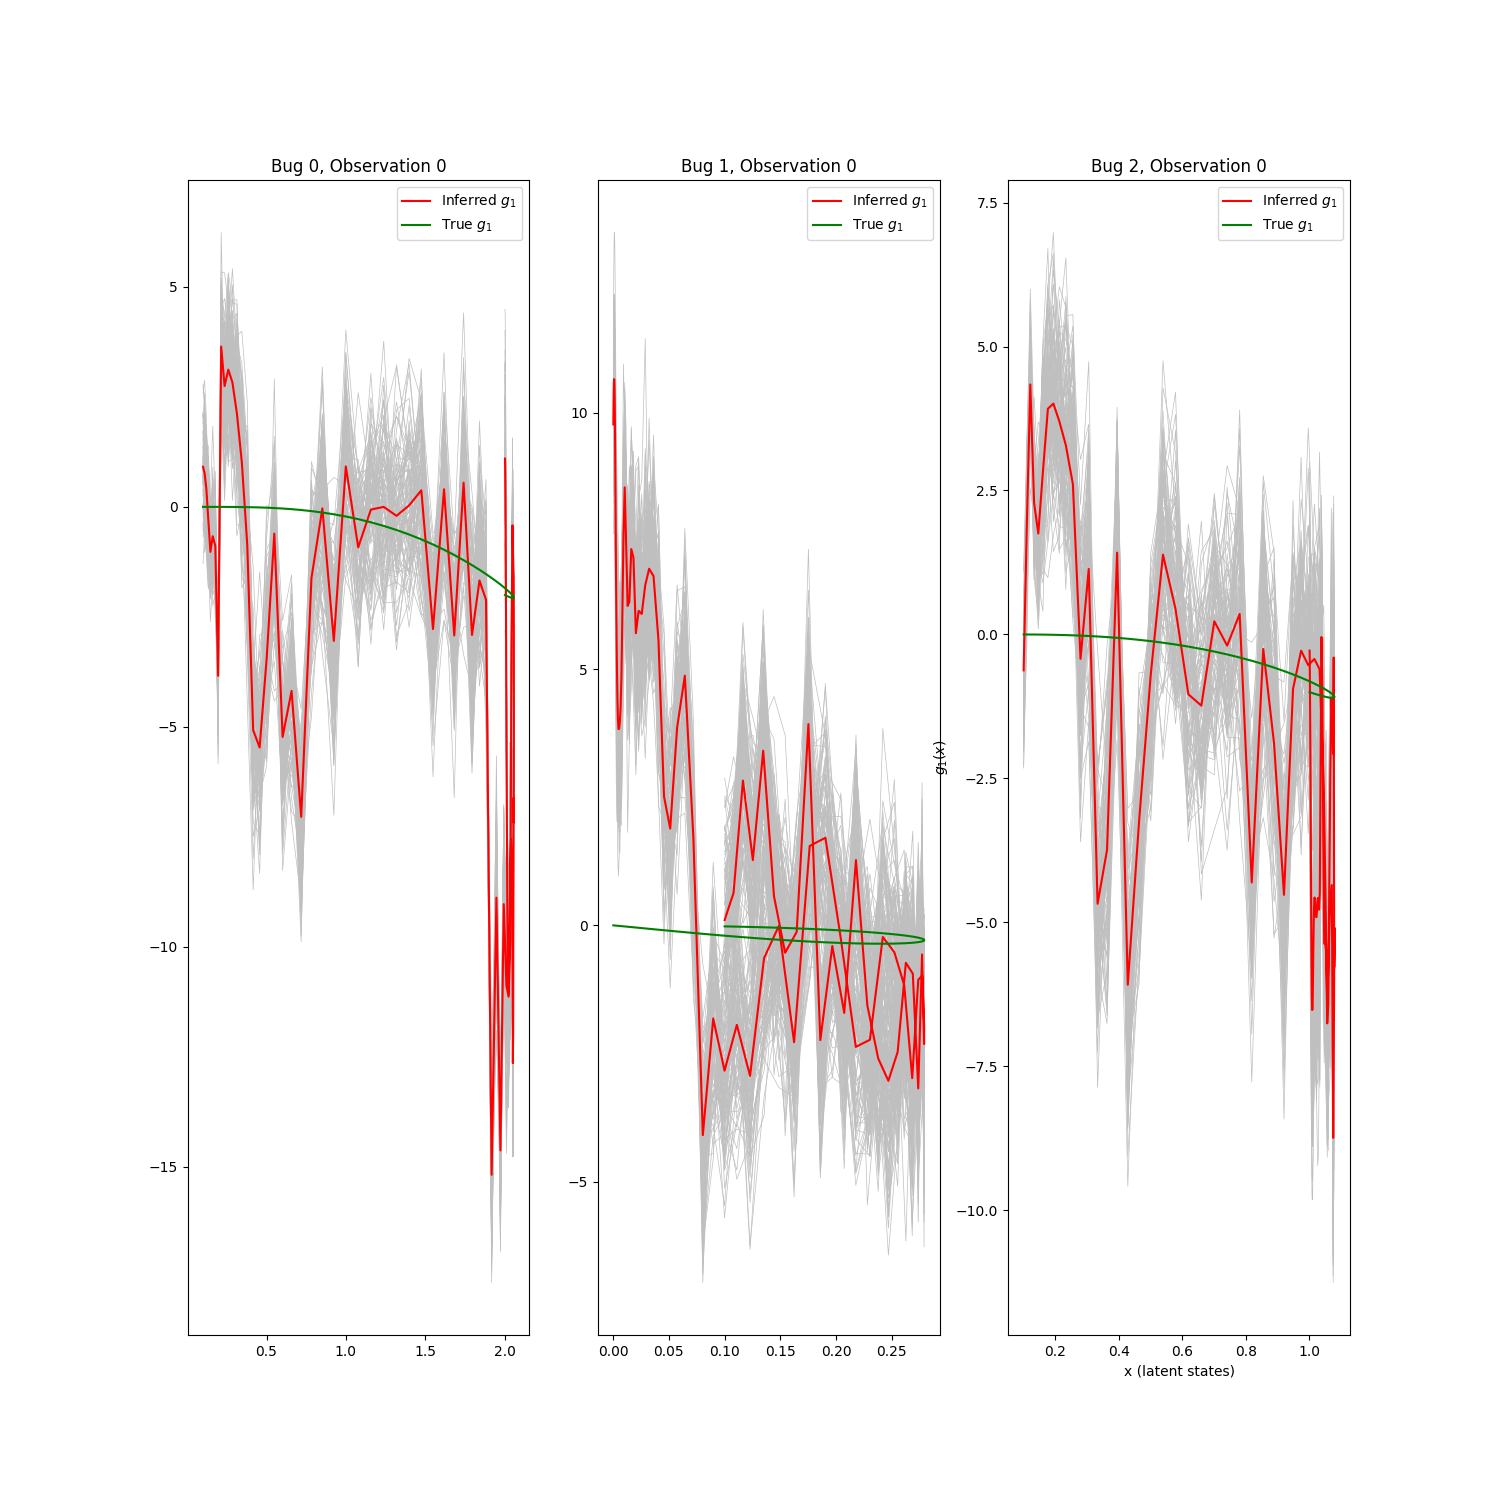 Bug 0, Observation 0
Inferred g₁
True g₁
5
0
−5
−10
−15
0.5 1.0 1.5 2.0
Bug 1, Observation 0
Inferred g₁
True g₁
10
5
0
−5
0.00 0.05 0.10 0.15 0.20 0.25
Bug 2, Observation 0
Inferred g₁
True g₁
g₁(x)
7.5
5.0
2.5
0.0
−2.5
−5.0
−7.5
−10.0
0.2 0.4 0.6 0.8 1.0
x (latent states)